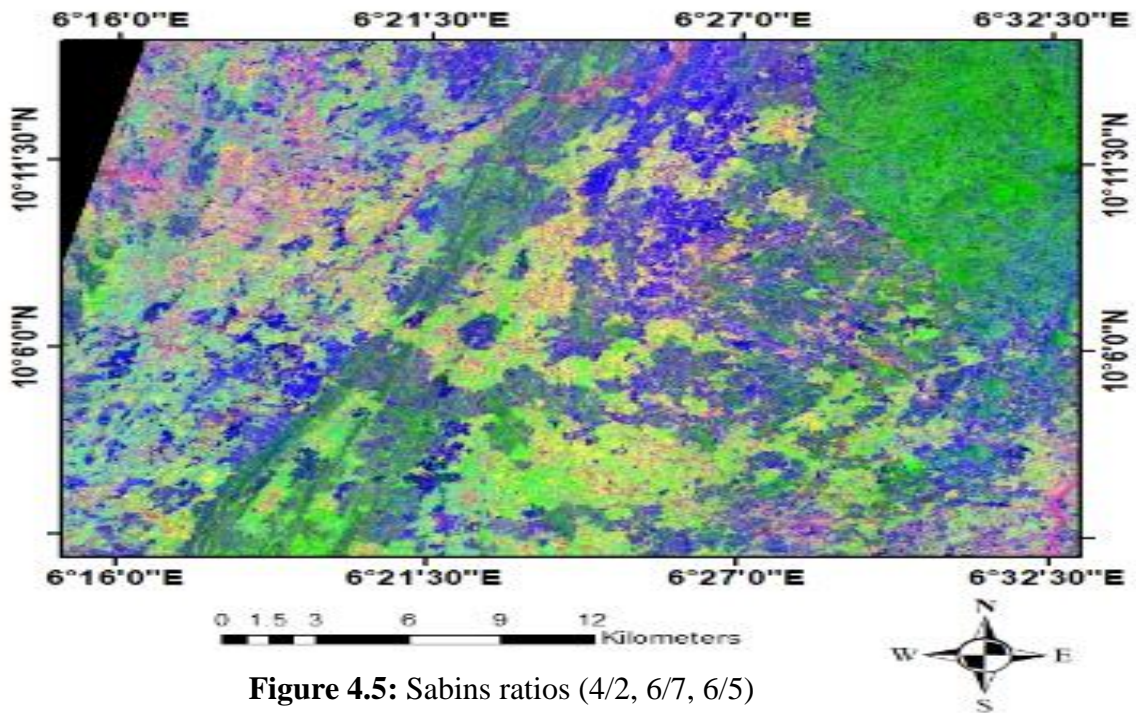 6°16'0"E 6°21'30"E 6°27'0"E 6°32'30"E
10°11'30"N 10°11'30"N
10°6'0"N 10°6'0"N
6°16'0"E 6°21'30"E 6°27'0"E 6°32'30"E
0 1.5 3 6 9 12
Kilometers
N
W E
S
Figure 4.5: Sabins ratios (4/2, 6/7, 6/5)